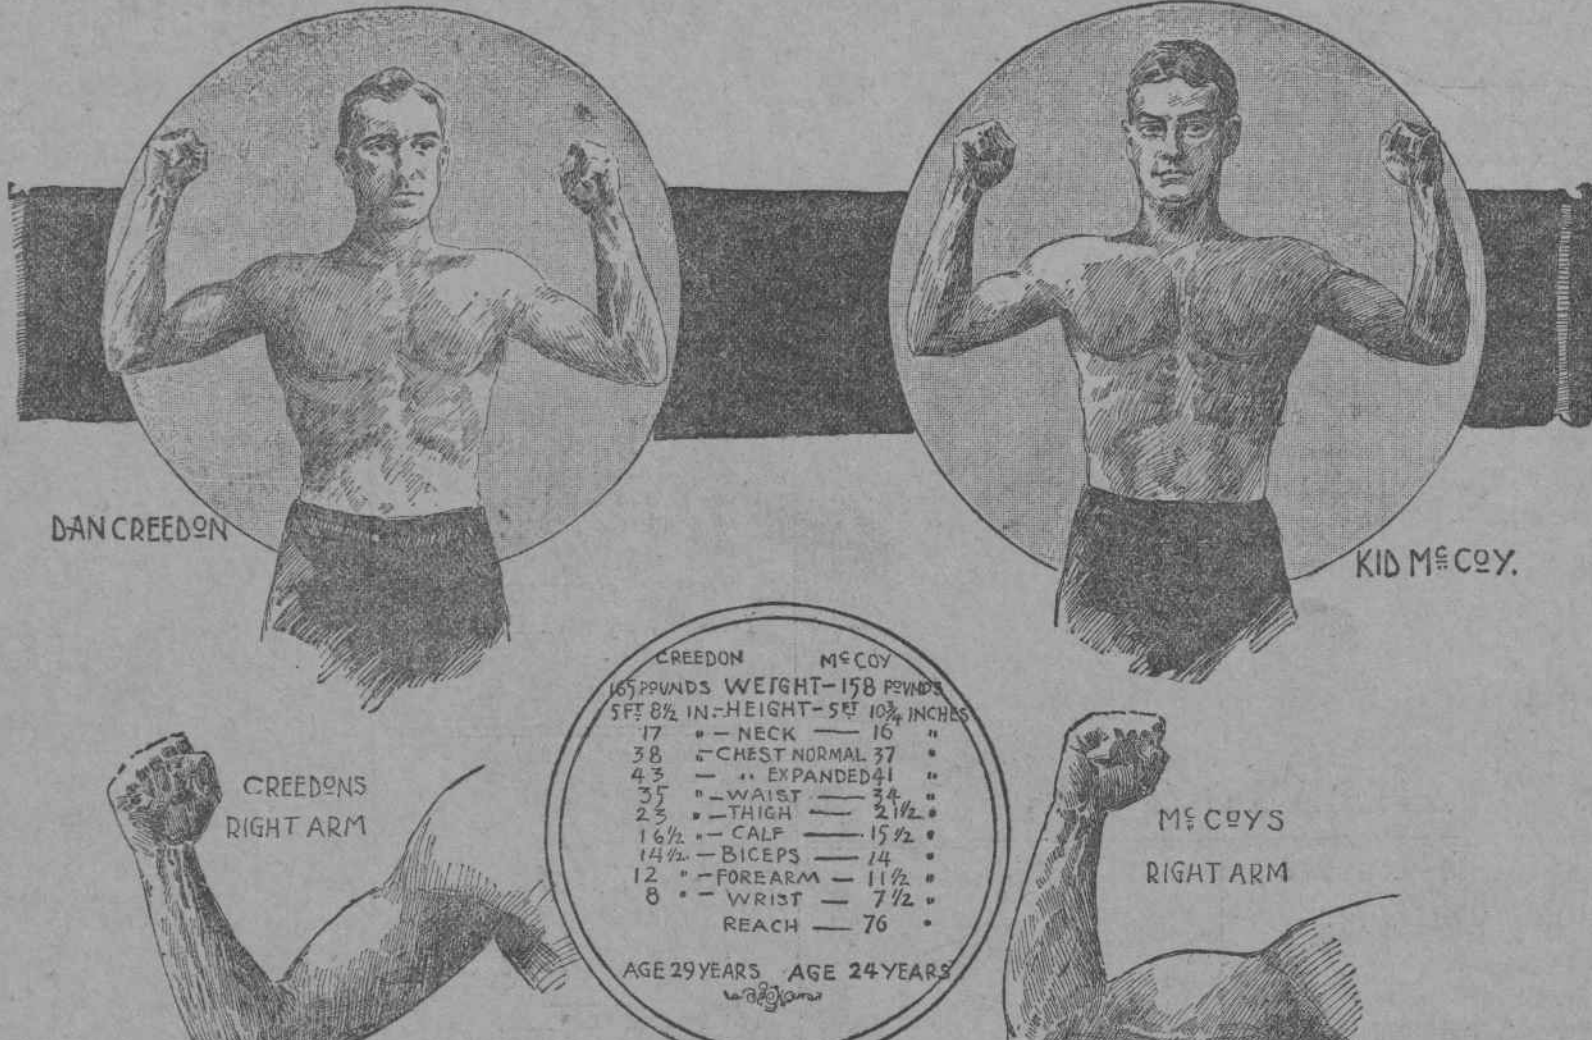 DAN CREEDON
KID McCOY.
CREEDON McCOY
165 POUNDS WEIGHT-158 POUNDS
5 FT 8½ IN.-HEIGHT-5 FT 10¾ INCHES
17 " - NECK — 16 "
38 " - CHEST NORMAL 37 "
43 — " EXPANDED 41 "
35 " - WAIST — 34 "
23 " - THIGH — 21½ "
16½ " - CALF — 15½ "
14½ - BICEPS — 14 "
12 " - FOREARM — 11½ "
8 " - WRIST — 7½ "
REACH — 76 "
AGE 29 YEARS AGE 24 YEARS
CREEDONS
RIGHT ARM
McCOYS
RIGHT ARM